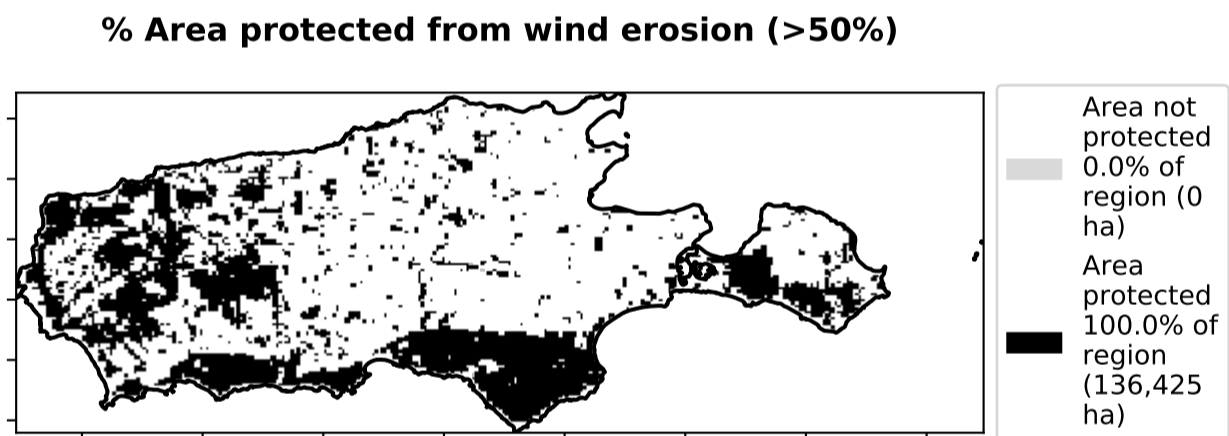 % Area protected from wind erosion (>50%)
Area not
protected
0.0% of
region (0
ha)
Area
protected
100.0% of
region
(136,425
ha)